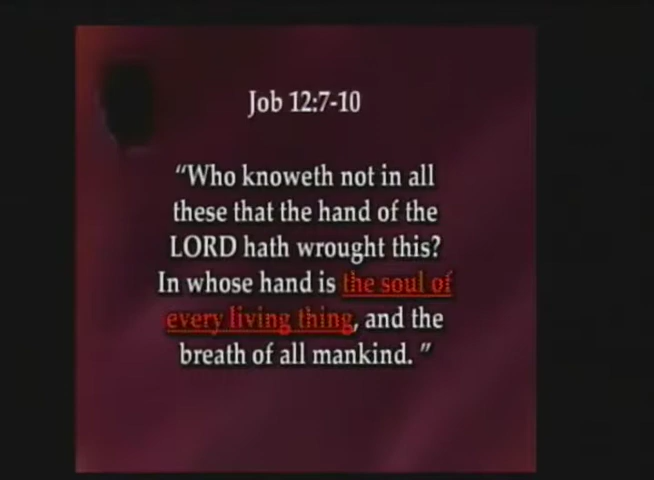 Job 12:7-10
“Who knoweth not in all
these that the hand of the
LORD hath wrought this?
In whose hand is the soul of
every living thing, and the
breath of all mankind. ”